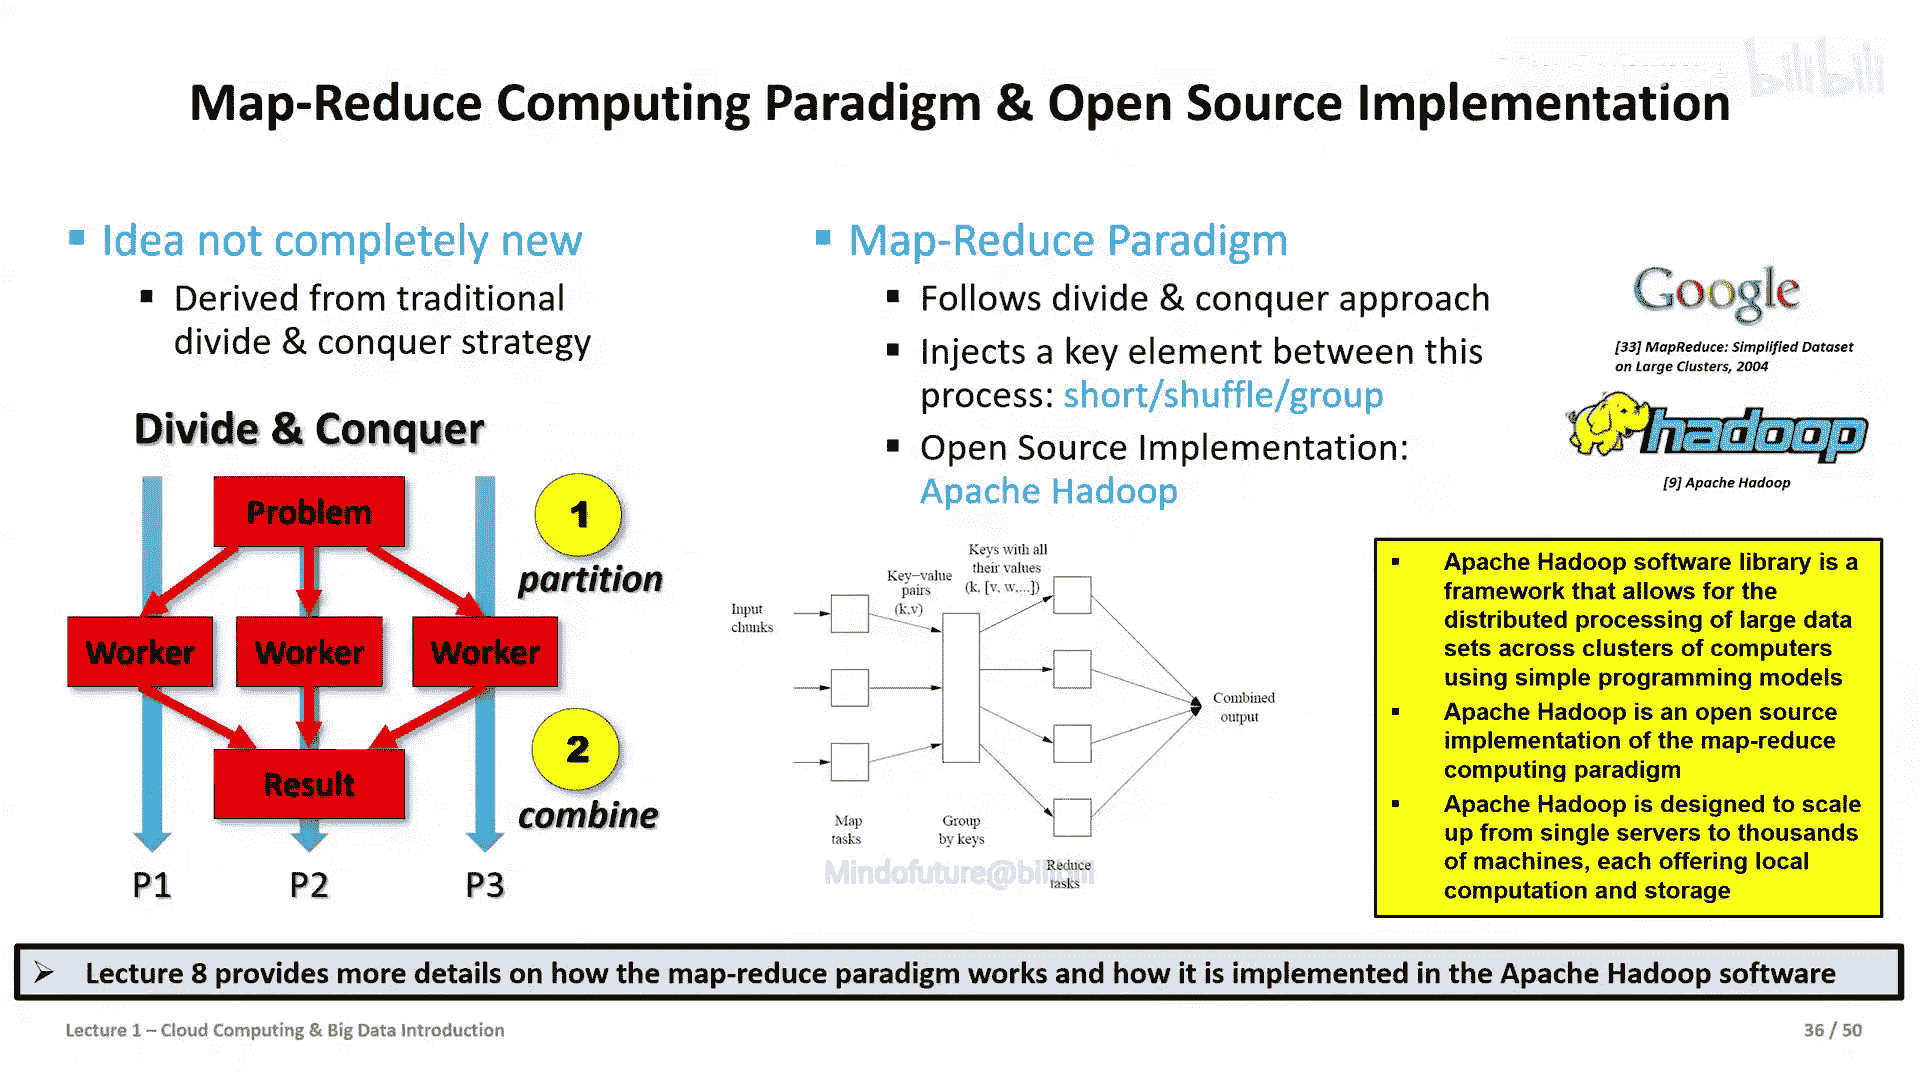 bilibili
Map-Reduce Computing Paradigm & Open Source Implementation
▪ Idea not completely new
▪ Derived from traditional
divide & conquer strategy
Divide & Conquer
Problem
1
partition
Worker
Worker
Worker
2
Result
combine
P1
P2
P3
▪ Map-Reduce Paradigm
▪ Follows divide & conquer approach
▪ Injects a key element between this
process: short/shuffle/group
▪ Open Source Implementation:
Apache Hadoop
Google
[33] MapReduce: Simplified Dataset
on Large Clusters, 2004
hadoop
[9] Apache Hadoop
Input
chunks
Key−value
pairs
(k,v)
Keys with all
their values
(k, [v, w,...])
Combined
output
Map
tasks
Group
by keys
Reduce
tasks
Mindofuture@bilibili
▪ Apache Hadoop software library is a
framework that allows for the
distributed processing of large data
sets across clusters of computers
using simple programming models
▪ Apache Hadoop is an open source
implementation of the map-reduce
computing paradigm
▪ Apache Hadoop is designed to scale
up from single servers to thousands
of machines, each offering local
computation and storage
➢ Lecture 8 provides more details on how the map-reduce paradigm works and how it is implemented in the Apache Hadoop software
Lecture 1 – Cloud Computing & Big Data Introduction
36 / 50